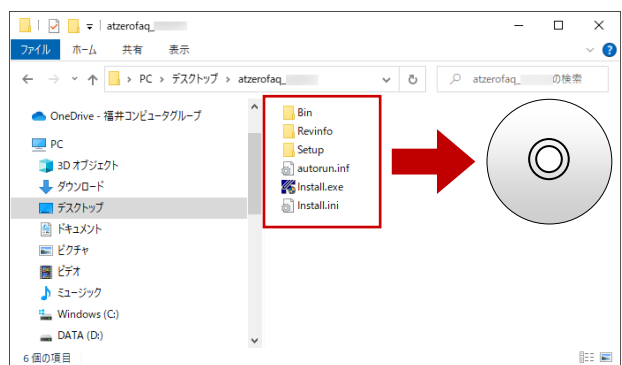 atzerofaq_
ファイル ホーム 共有 表示
PC デスクトップ atzerofaq_
atzerofaq_ の検索
OneDrive - 福井コンピュータグループ
PC
3D オブジェクト
ダウンロード
デスクトップ
ドキュメント
ピクチャ
ビデオ
ミュージック
Windows (C:)
DATA (D:)
Bin
Revinfo
Setup
autorun.inf
Install.exe
Install.ini
6 個の項目